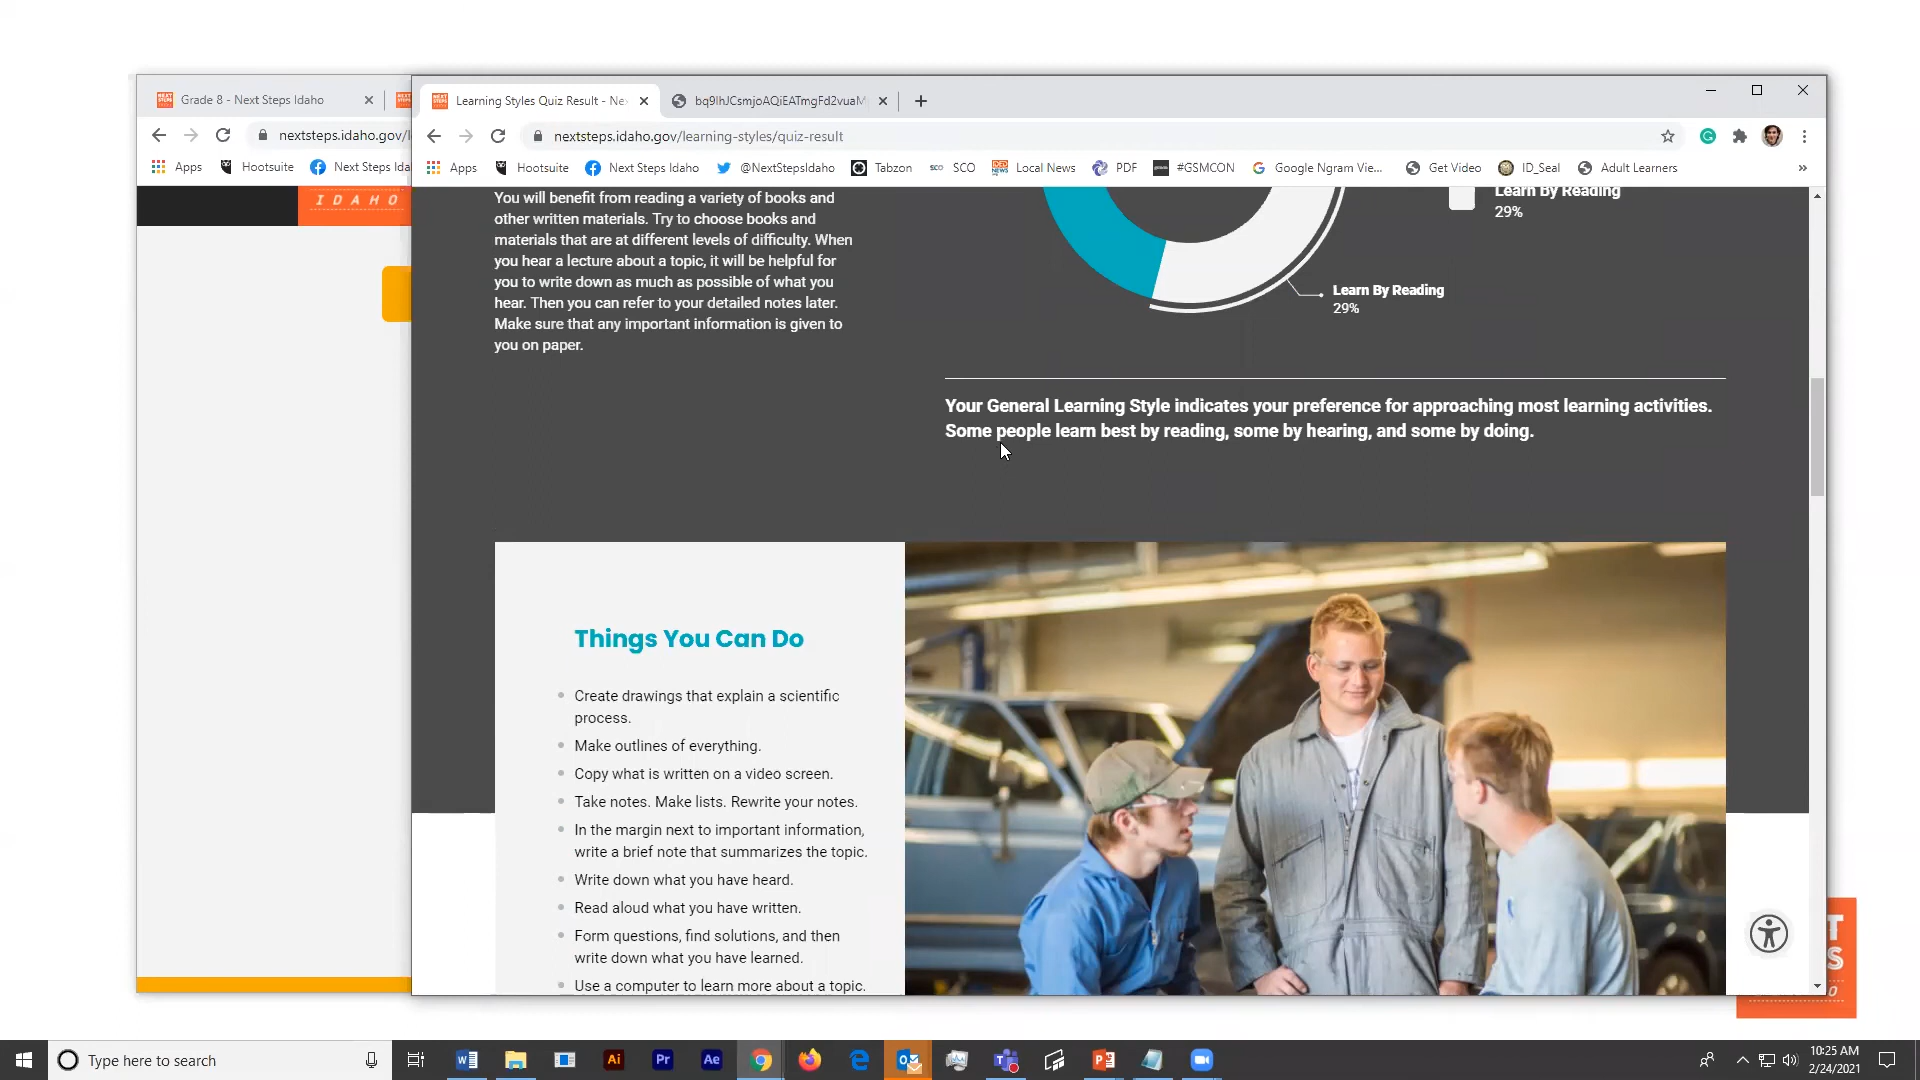 Grade 8 - Next Steps Idaho
Learning Styles Quiz Result - Nex
bq9lhJCsmjoAQiEATmgFd2vuaM
nextsteps.idaho.gov/l
nextsteps.idaho.gov/learning-styles/quiz-result
Apps
Hootsuite
Next Steps Ida
Apps
Hootsuite
Next Steps Idaho
@NextStepsIdaho
Tabzon
SCO
SCO
Local News
PDF
#GSMCON
Google Ngram Vie...
Get Video
ID_Seal
Adult Learners
»
IDAHO
You will benefit from reading a variety of books and
other written materials. Try to choose books and
materials that are at different levels of difficulty. When
you hear a lecture about a topic, it will be helpful for
you to write down as much as possible of what you
hear. Then you can refer to your detailed notes later.
Make sure that any important information is given to
you on paper.
Learn By Reading
29%
Learn By Reading
29%
Your General Learning Style indicates your preference for approaching most learning activities.
Some people learn best by reading, some by hearing, and some by doing.
Things You Can Do
Create drawings that explain a scientific
process.
Make outlines of everything.
Copy what is written on a video screen.
Take notes. Make lists. Rewrite your notes.
In the margin next to important information,
write a brief note that summarizes the topic.
Write down what you have heard.
Read aloud what you have written.
Form questions, find solutions, and then
write down what you have learned.
Use a computer to learn more about a topic.
T
S
O
Type here to search
Ai
Pr
Ae
10:25 AM
2/24/2021